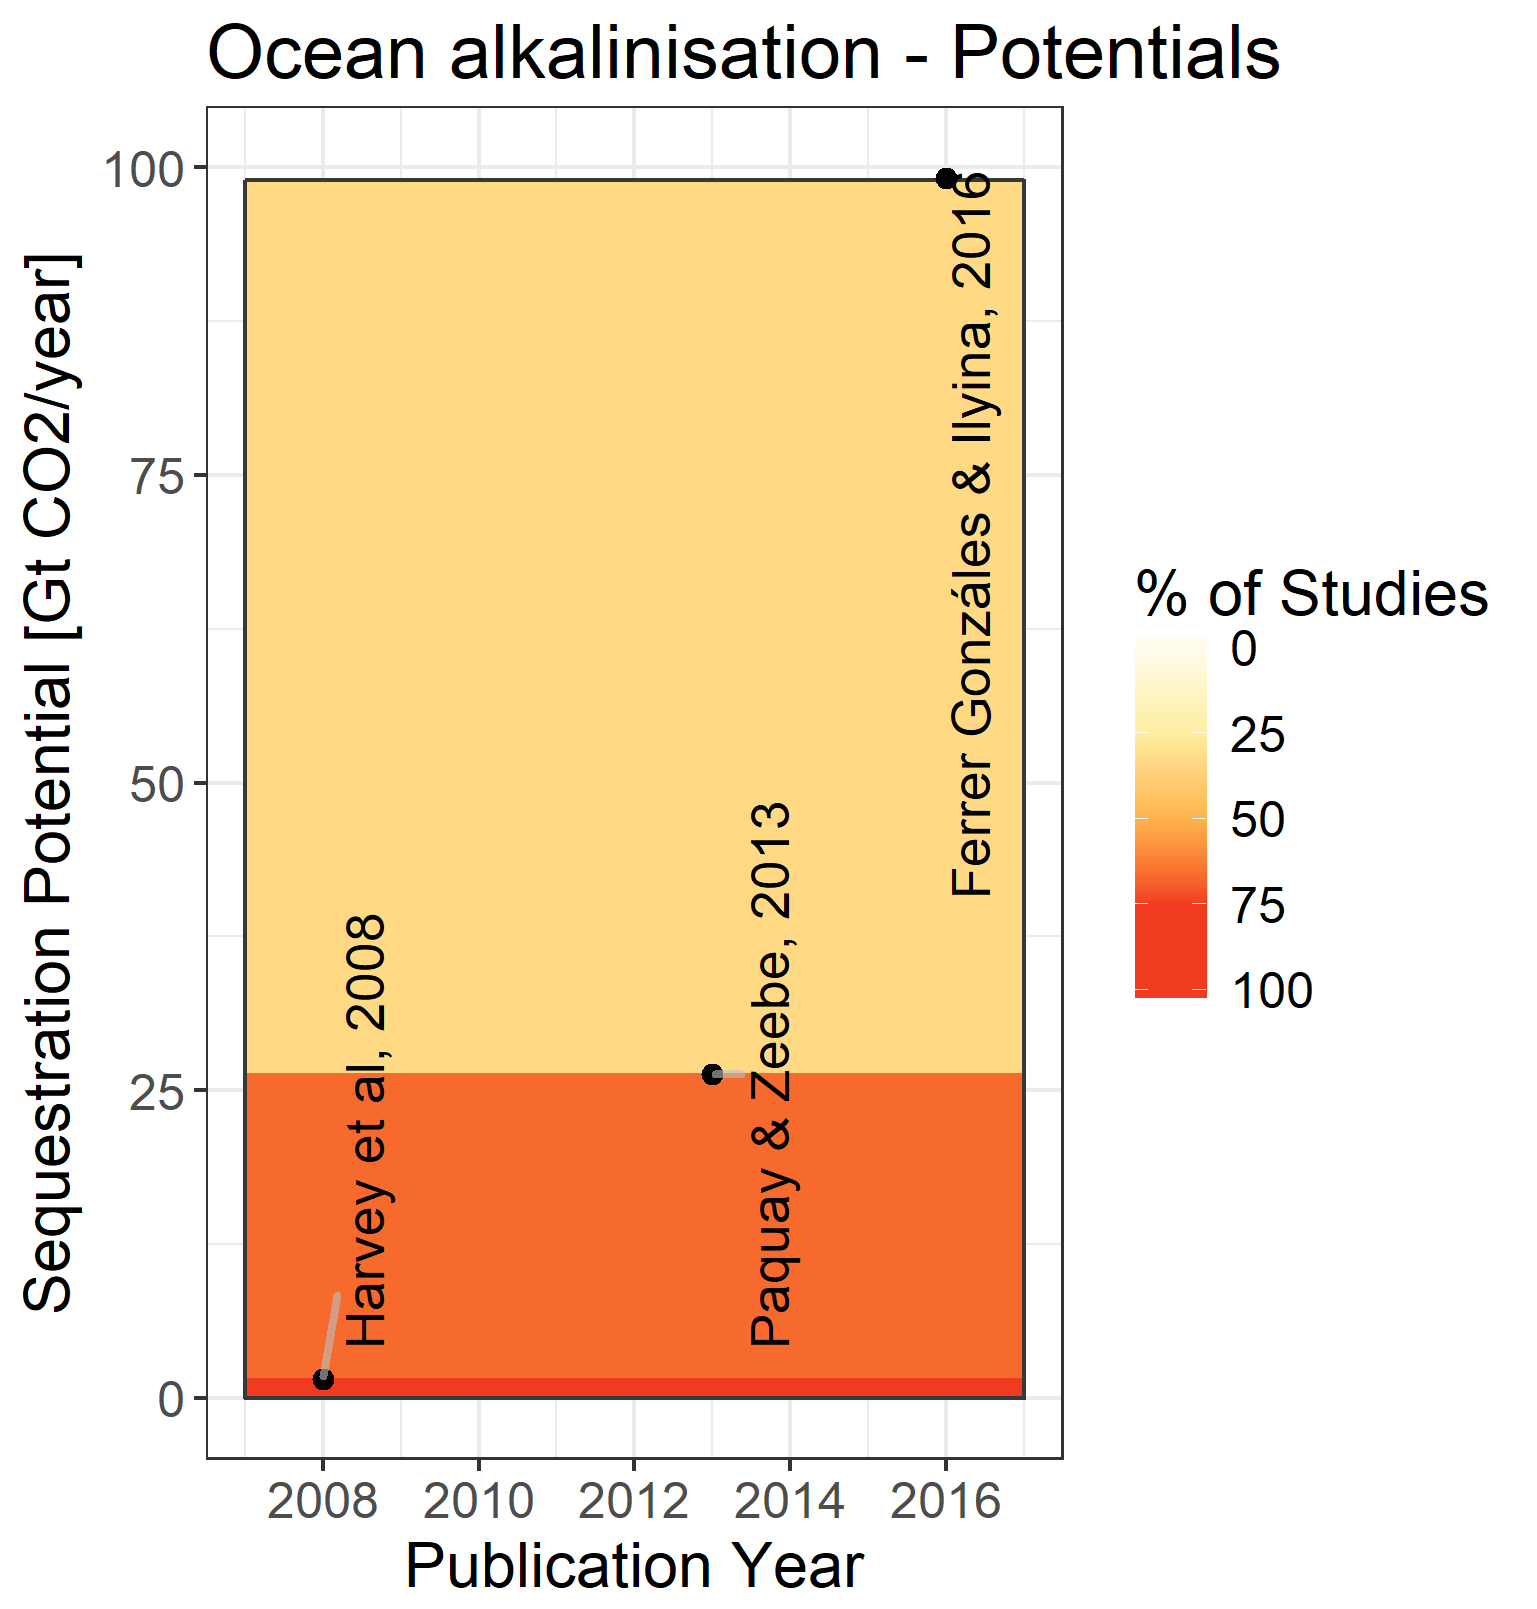 Ocean alkalinisation - Potentials
Sequestration Potential [Gt CO2/year]
100
75
50
25
0
Harvey et al, 2008
Paquay & Zeebe, 2013
Ferrer Gonzáles & Ilyina, 2016
2008
2010
2012
2014
2016
Publication Year
% of Studies
0
25
50
75
100